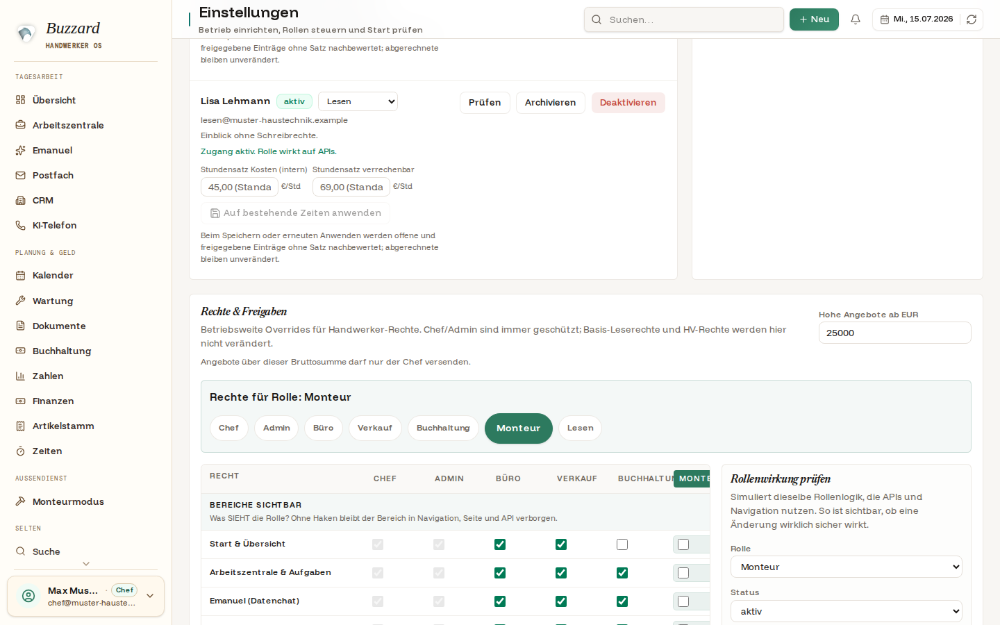 Buzzard
HANDWERKER OS
TAGESARBEIT
Übersicht
Arbeitszentrale
Emanuel
Postfach
CRM
KI-Telefon
PLANUNG & GELD
Kalender
Wartung
Dokumente
Buchhaltung
Zahlen
Finanzen
Artikelstamm
Zeiten
AUSSENDIENST
Monteurmodus
SELTEN
Suche
Max Mus... · Chef
chef@muster-hauste...
Einstellungen
Betrieb einrichten, Rollen steuern und Start prüfen
Suchen...
Neu
Mi., 15.07.2026
freigegebene Einträge ohne Satz nachbewertet; abgerechnete
bleiben unverändert.
Lisa Lehmann aktiv Lesen
Prüfen Archivieren Deaktivieren
lesen@muster-haustechnik.example
Einblick ohne Schreibrechte.
Zugang aktiv. Rolle wirkt auf APIs.
Stundensatz Kosten (intern) Stundensatz verrechenbar
45,00 (Standa €/Std 69,00 (Standa €/Std
Auf bestehende Zeiten anwenden
Beim Speichern oder erneuten Anwenden werden offene und
freigegebene Einträge ohne Satz nachbewertet; abgerechnete
bleiben unverändert.
Rechte & Freigaben
Betriebsweite Overrides für Handwerker-Rechte. Chef/Admin sind immer geschützt; Basis-Leserechte und HV-Rechte werden hier
nicht verändert.
Angebote über dieser Bruttosumme darf nur der Chef versenden.
Hohe Angebote ab EUR
25000
Rechte für Rolle: Monteur
Chef Admin Büro Verkauf Buchhaltung Monteur Lesen
RECHT CHEF ADMIN BÜRO VERKAUF BUCHHALTUN MONTE
BEREICHE SICHTBAR
Was SIEHT die Rolle? Ohne Haken bleibt der Bereich in Navigation, Seite und API verborgen.
Start & Übersicht
Arbeitszentrale & Aufgaben
Emanuel (Datenchat)
Rollenwirkung prüfen
Simuliert dieselbe Rollenlogik, die APIs und
Navigation nutzen. So ist sichtbar, ob eine
Änderung wirklich sicher wirkt.
Rolle
Monteur
Status
aktiv